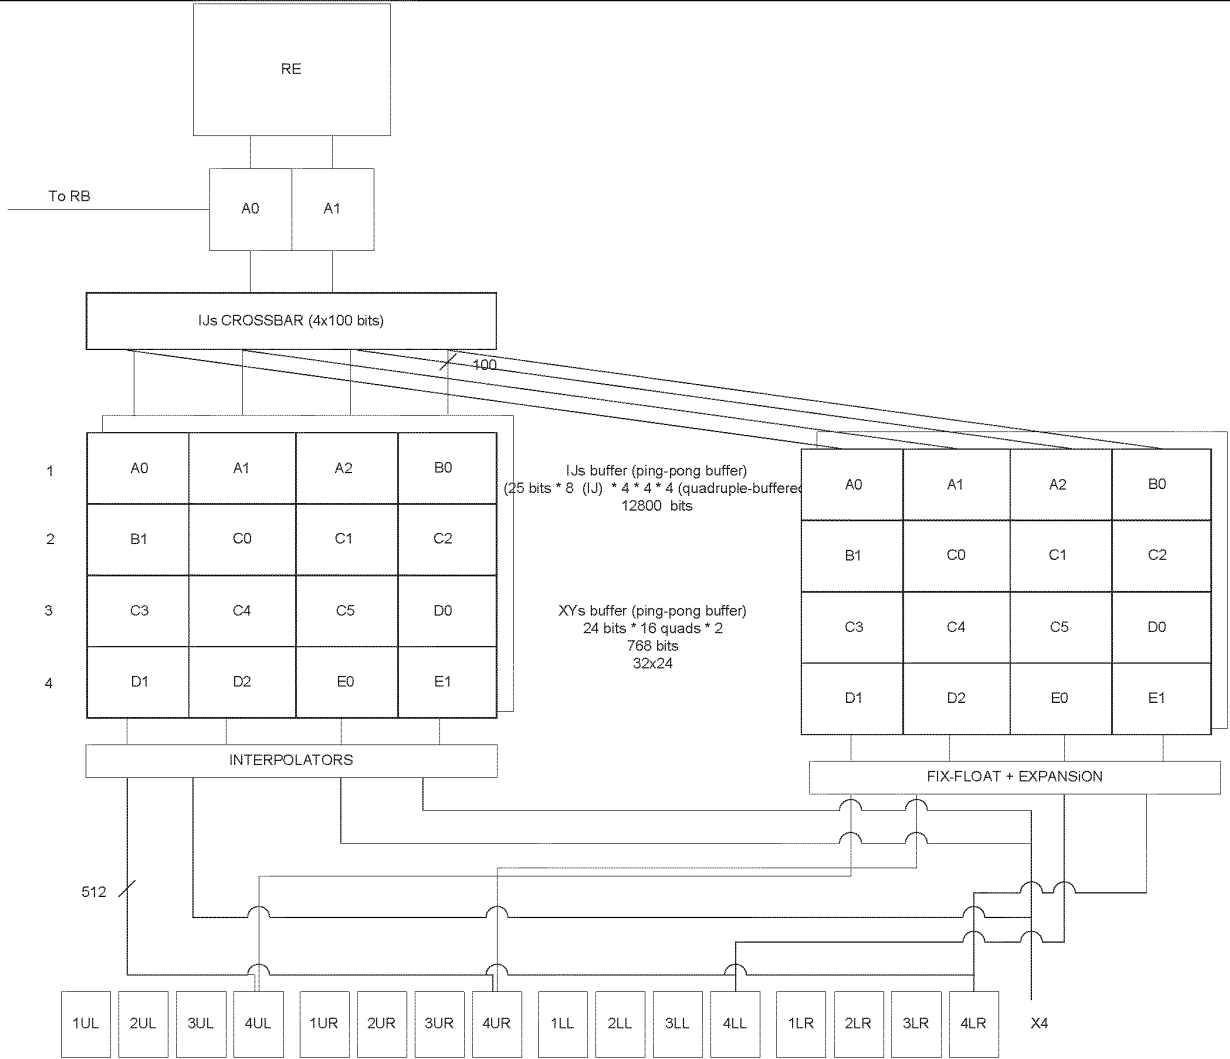 RE
To RB
A0 A1
IJs CROSSBAR (4x100 bits)
100
1 A0 A1 A2 B0
2 B1 C0 C1 C2
3 C3 C4 C5 D0
4 D1 D2 E0 E1
IJs buffer (ping-pong buffer)
(25 bits * 8 (IJ) * 4 * 4 * 4 (quadruple-buffered
12800 bits
XYs buffer (ping-pong buffer)
24 bits * 16 quads * 2
768 bits
32x24
A0 A1 A2 B0
B1 C0 C1 C2
C3 C4 C5 D0
D1 D2 E0 E1
INTERPOLATORS
FIX-FLOAT + EXPANSiON
512
1UL 2UL 3UL 4UL 1UR 2UR 3UR 4UR 1LL 2LL 3LL 4LL 1LR 2LR 3LR 4LR X4